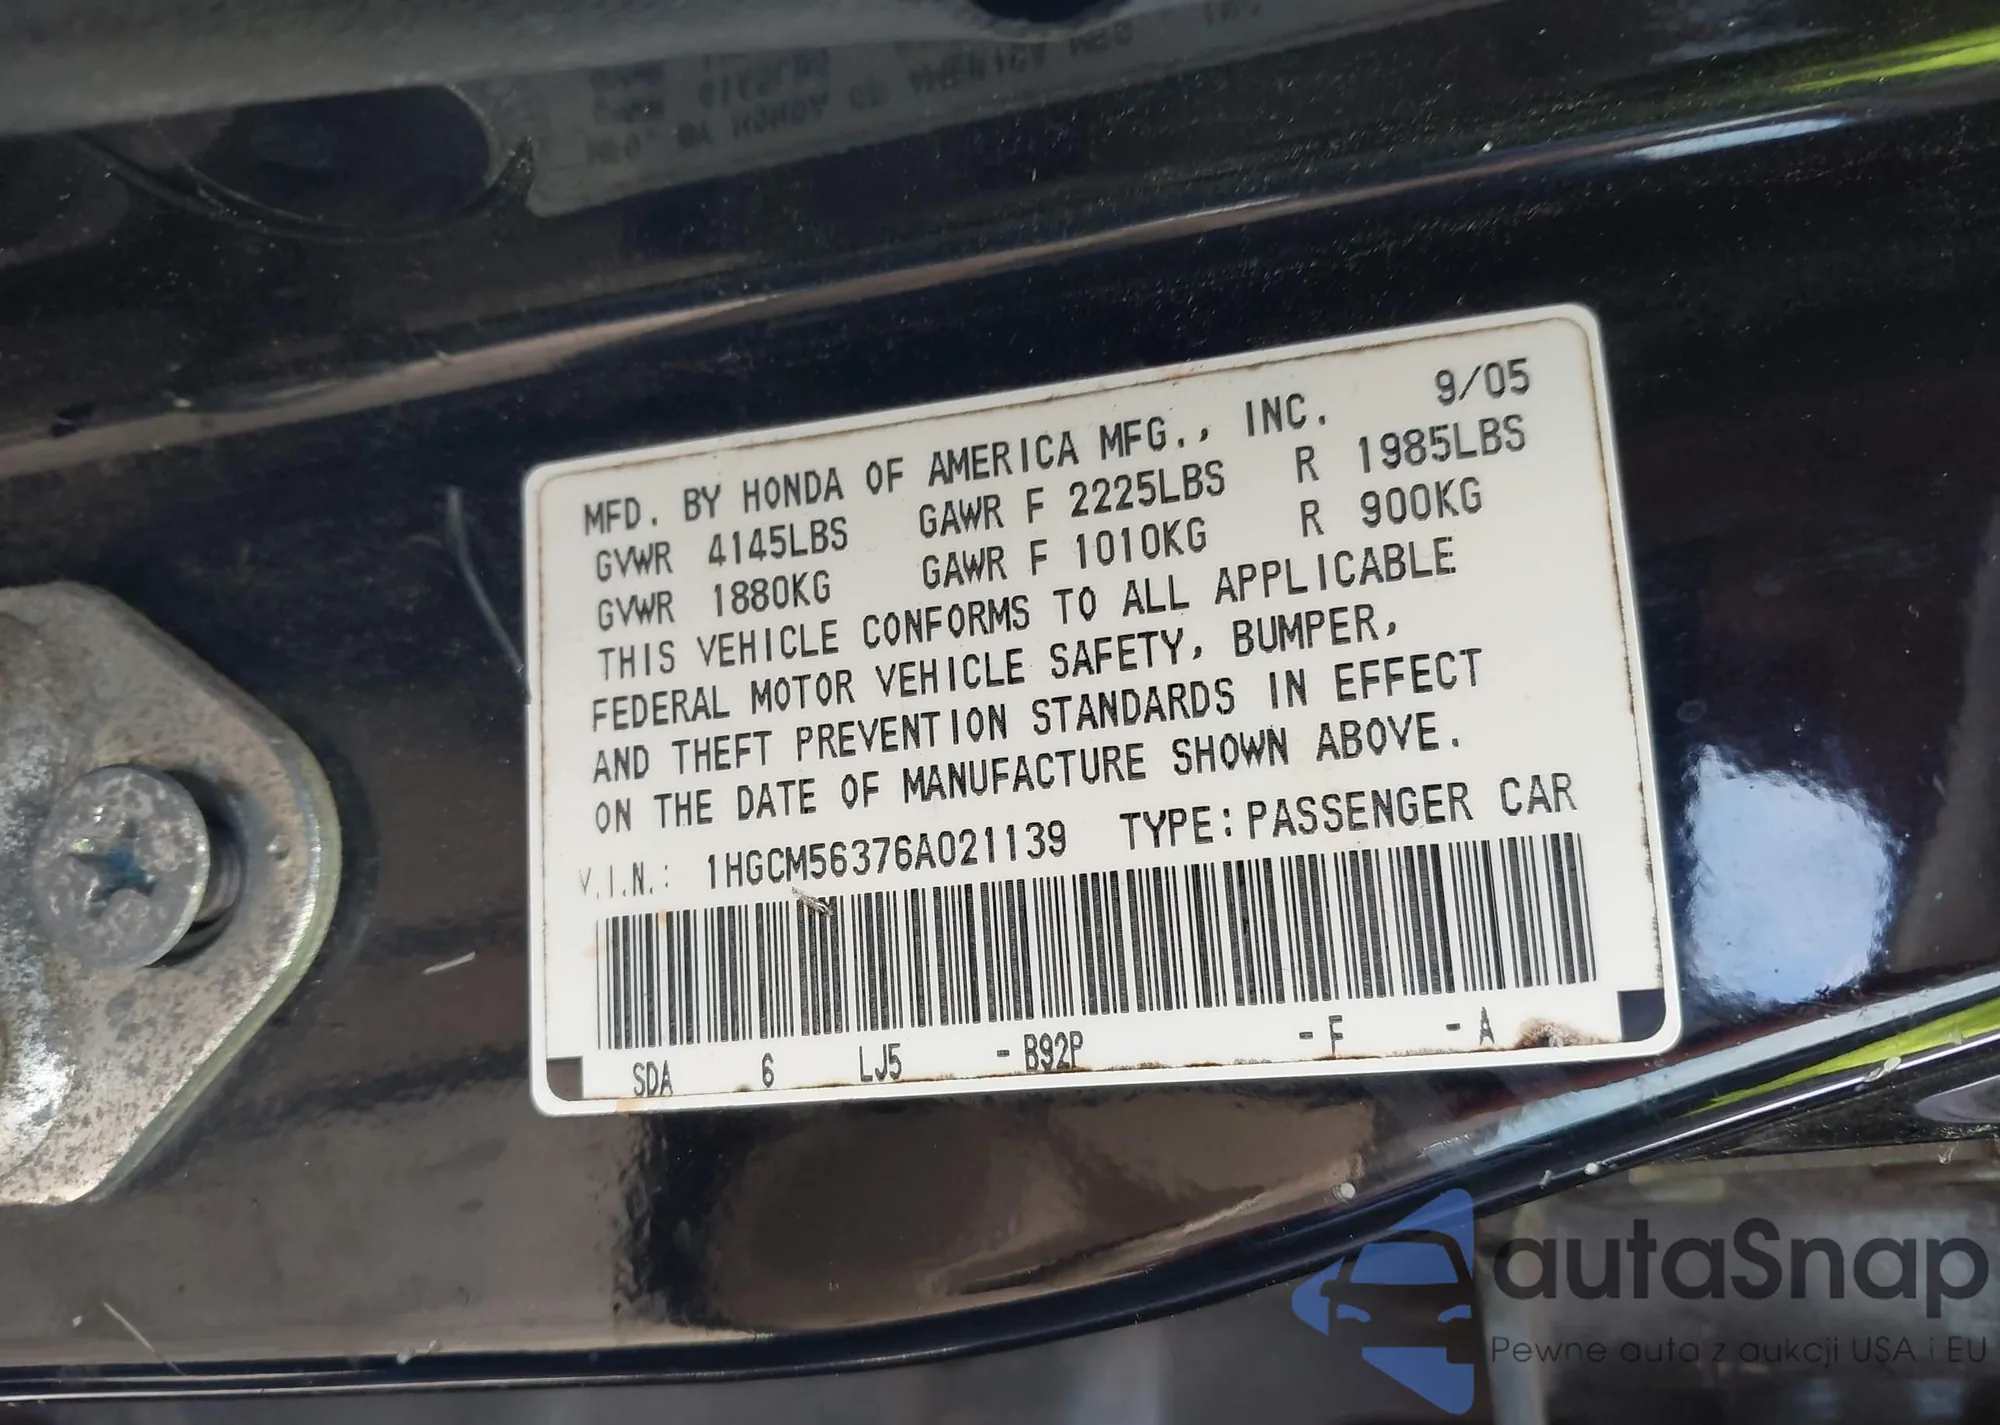 MFD. BY HONDA OF AMERICA MFG., INC. 9/05
GVWR 4145LBS GAWR F 2225LBS R 1985LBS
GVWR 1880KG GAWR F 1010KG R 900KG
THIS VEHICLE CONFORMS TO ALL APPLICABLE
FEDERAL MOTOR VEHICLE SAFETY, BUMPER,
AND THEFT PREVENTION STANDARDS IN EFFECT
ON THE DATE OF MANUFACTURE SHOWN ABOVE.
V.I.N.: 1HGCM56376A021139 TYPE:PASSENGER CAR
SDA 6 LJ5 - B92P - F - A
autaSnap
Pewne auta z aukcji USA i EU